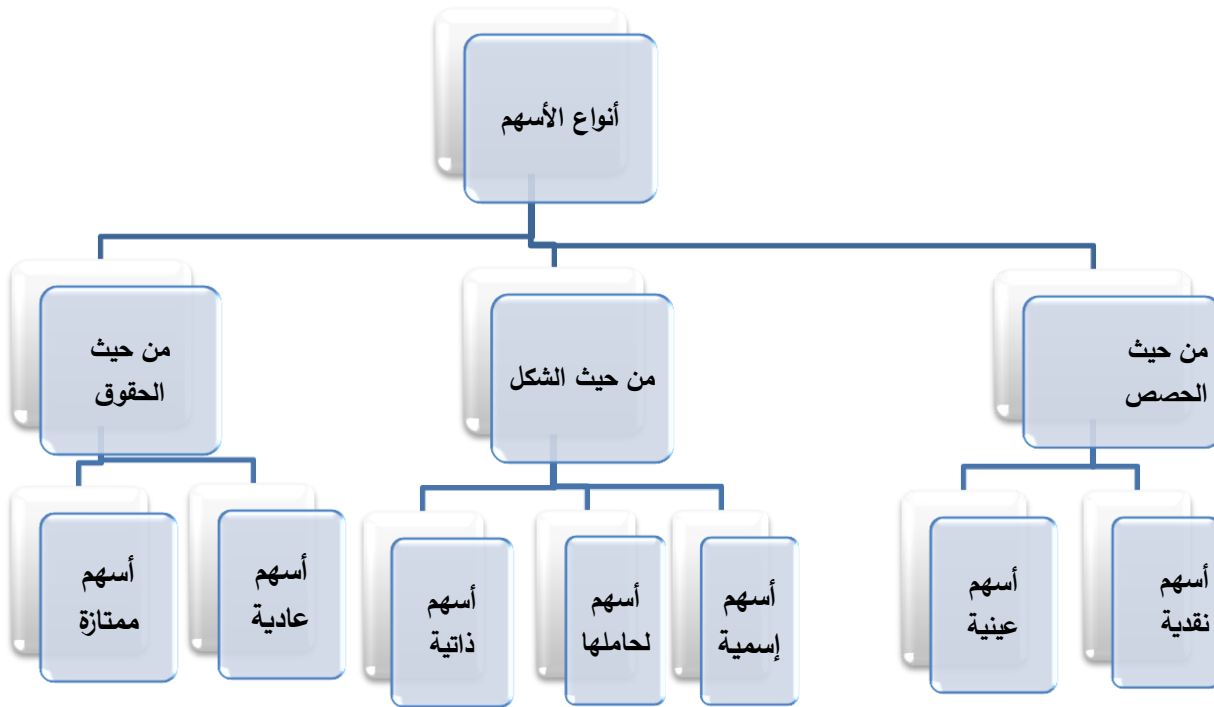 أنواع الأسهم
من حيث
الحصص
من حيث الشكل
من حيث
الحقوق
أسهم
نقدية
أسهم
عينية
أسهم
إسمية
أسهم
لحاملها
أسهم
ذاتية
أسهم
عادية
أسهم
ممتازة